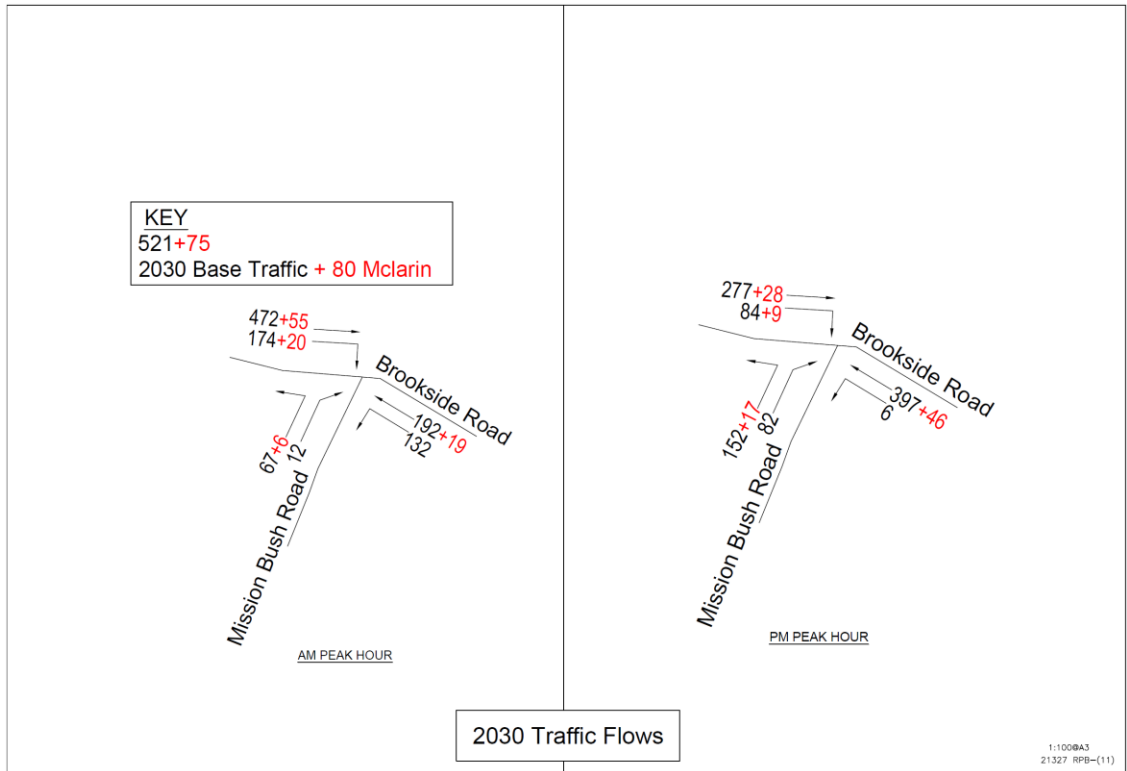 KEY
521+75
2030 Base Traffic + 80 Mclarin
472+55
174+20
Brookside Road
192+19
132
67+6
12
Mission Bush Road
AM PEAK HOUR
277+28
84+9
Brookside Road
397+46
6
152+17
82
Mission Bush Road
PM PEAK HOUR
2030 Traffic Flows
1:100@A3
21327 RPB-(11)